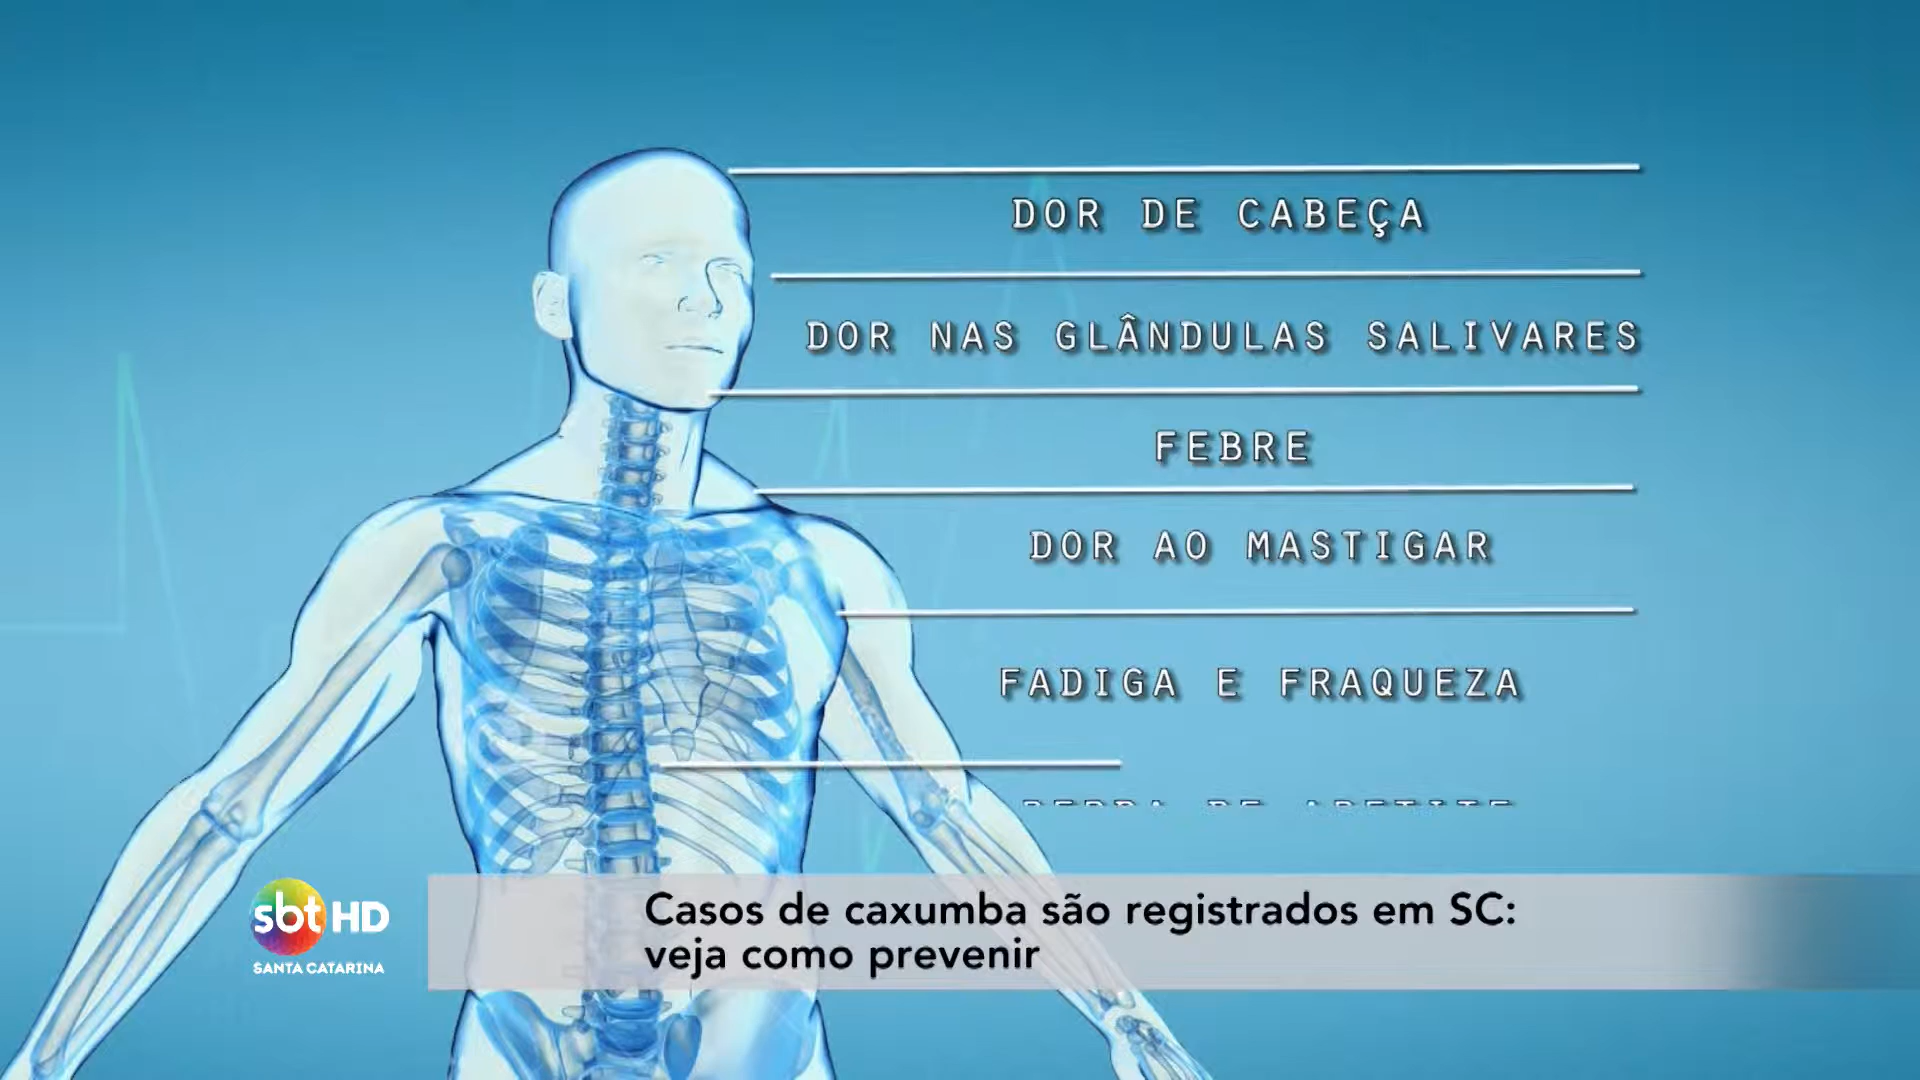 DOR DE CABEÇA
DOR NAS GLÂNDULAS SALIVARES
FEBRE
DOR AO MASTIGAR
FADIGA E FRAQUEZA
sbt HD
SANTA CATARINA
Casos de caxumba são registrados em SC:
veja como prevenir